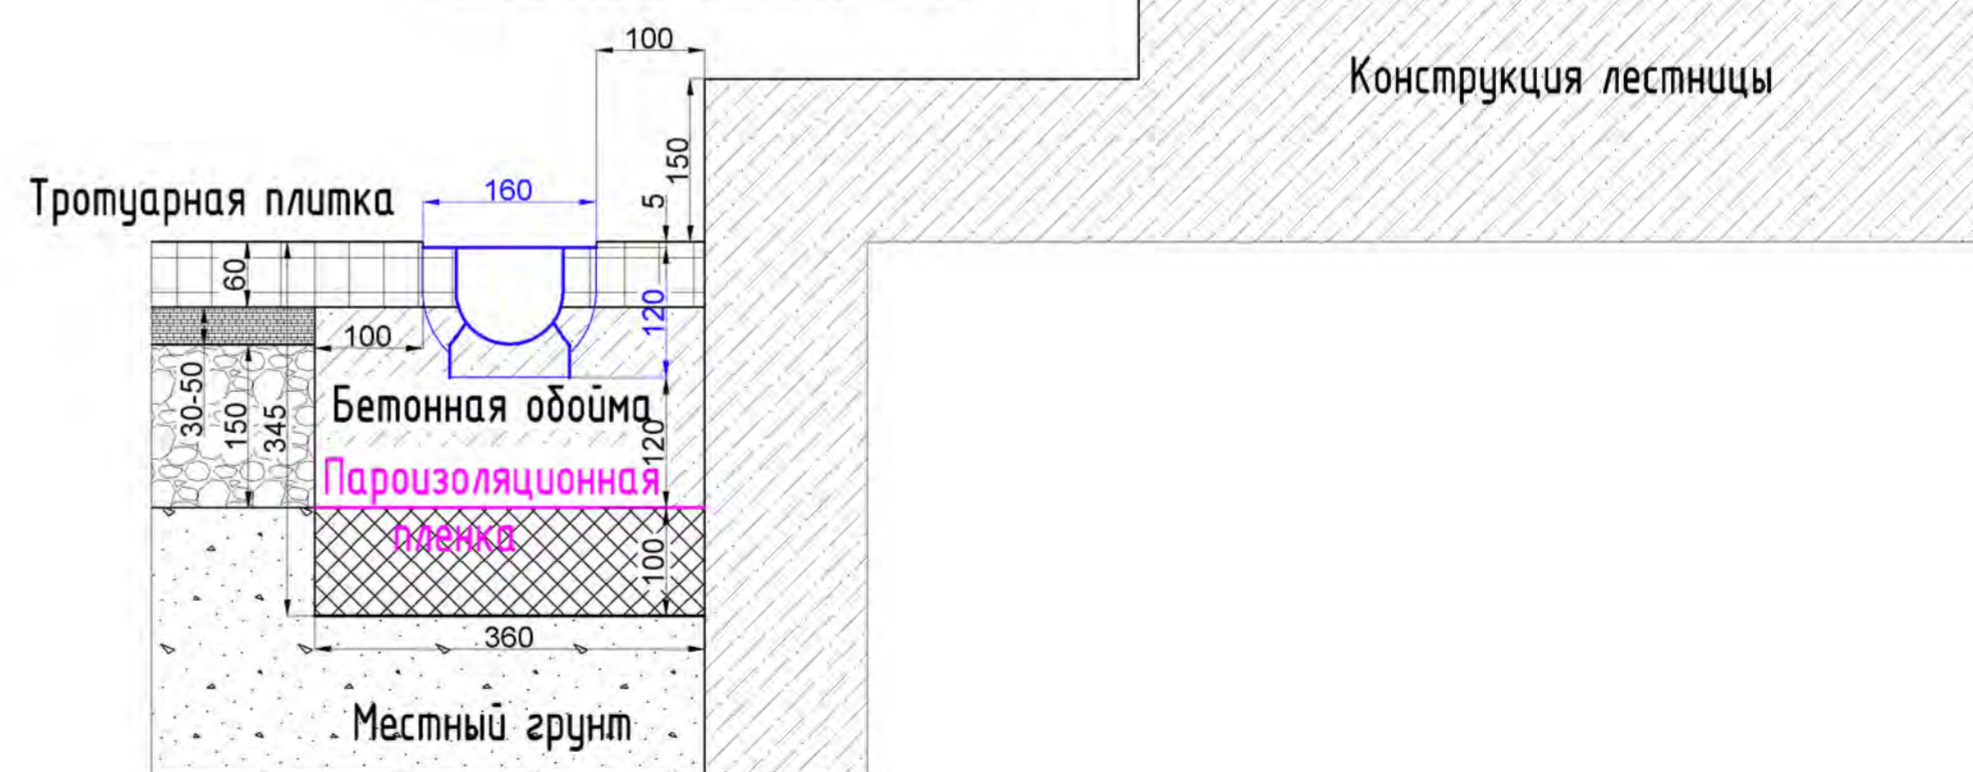 100
Конструкция лестницы
150
Тротуарная плитка
160
5
60
120
100
30-50
150
345
Бетонная обойма
120
Пароизоляционная
пленка
100
360
Местный грунт